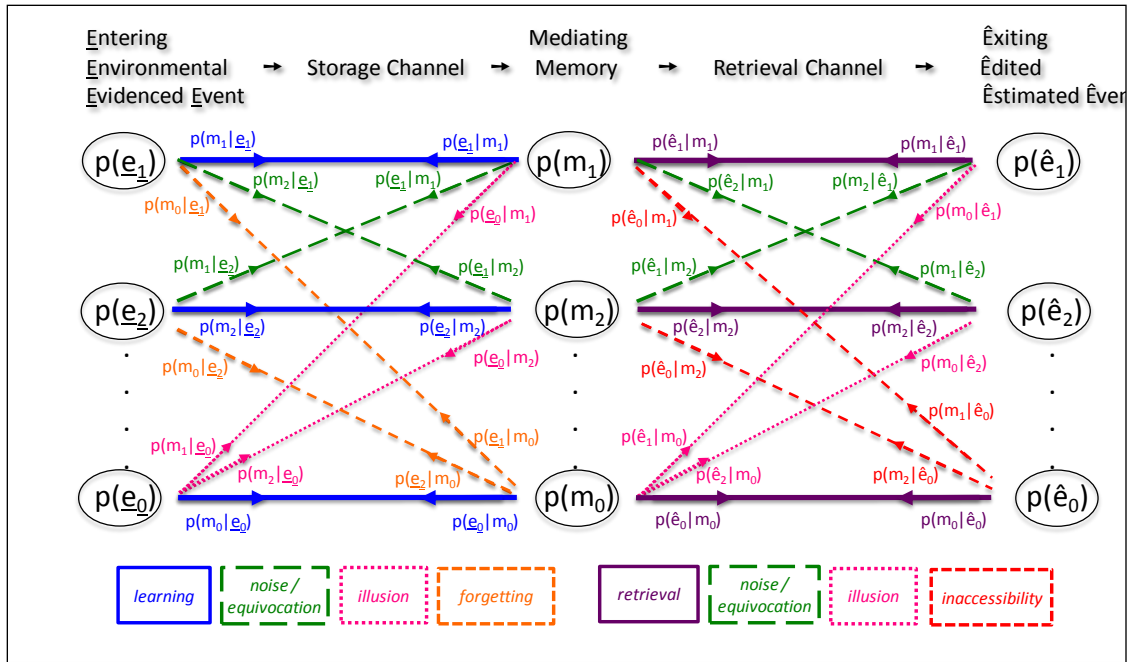 Entering
Environmental
Evidenced Event
Storage Channel
Mediating
Memory
Retrieval Channel
Êxiting
Êdited
Êstimated Êven
p(e1)
p(m1|e1)
p(e1|m1)
p(m1)
p(ê1|m1)
p(m1|ê1)
p(ê1)
p(m2|e1)
p(e1|m1)
p(ê2|m1)
p(m2|ê1)
p(m0|e1)
p(e0|m1)
p(ê0|m1)
p(m0|ê1)
p(m1|e2)
p(e1|m2)
p(ê1|m2)
p(m1|ê2)
p(e2)
p(m2|e2)
p(e2|m2)
p(m2)
p(ê2|m2)
p(m2|ê2)
p(ê2)
p(m0|e2)
p(e0|m2)
p(ê0|m2)
p(m0|ê2)
p(m1|e0)
p(e1|m0)
p(ê1|m0)
p(m1|ê0)
p(m2|e0)
p(e2|m0)
p(ê2|m0)
p(m2|ê0)
p(e0)
p(m0|e0)
p(e0|m0)
p(m0)
p(ê0|m0)
p(m0|ê0)
p(ê0)
learning
noise/
equivocation
illusion
forgetting
retrieval
noise/
equivocation
illusion
inaccessibility